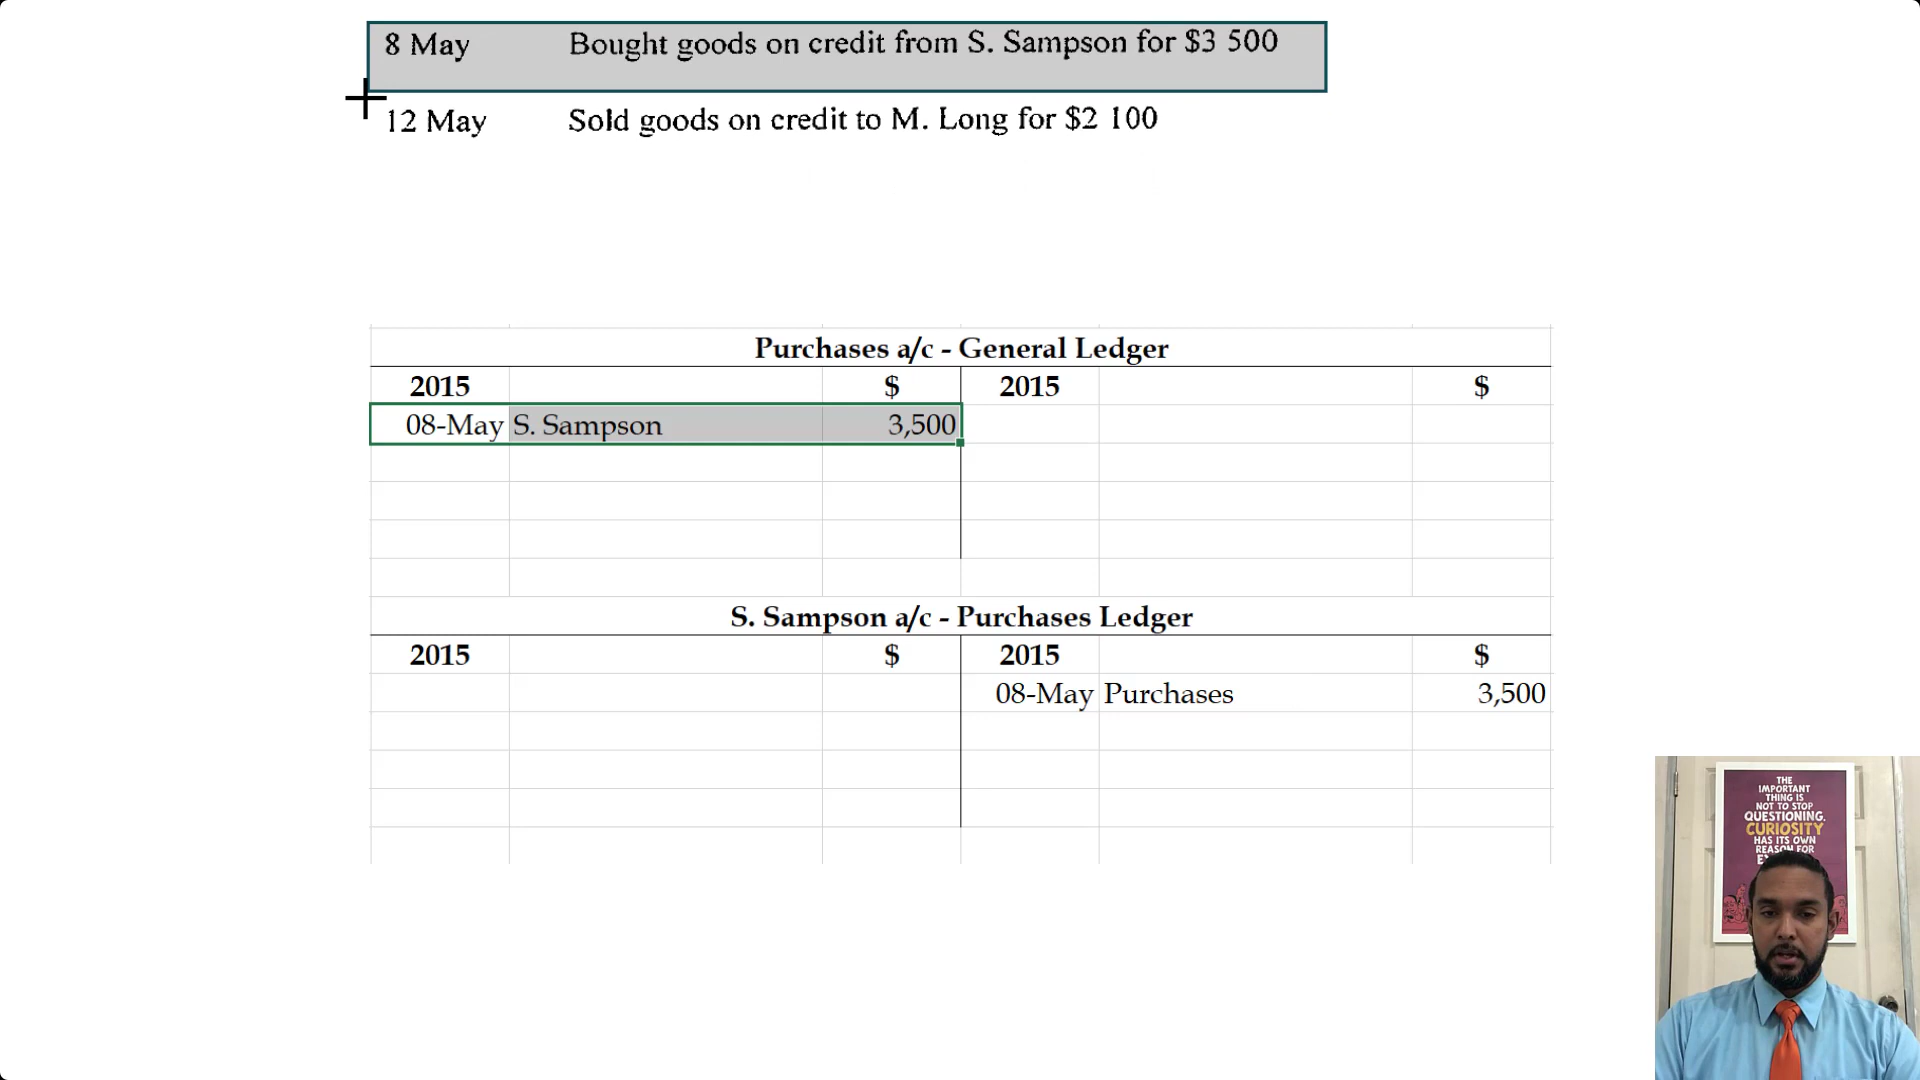 8 May Bought goods on credit from S. Sampson for $3 500
12 May Sold goods on credit to M. Long for $2 100
Purchases a/c - General Ledger
2015 $ 2015 $
08-May S. Sampson 3,500
S. Sampson a/c - Purchases Ledger
2015 $ 2015 $
08-May Purchases 3,500
THE
IMPORTANT
THING IS
NOT TO STOP
QUESTIONING.
CURIOSITY
HAS ITS OWN
REASON FOR